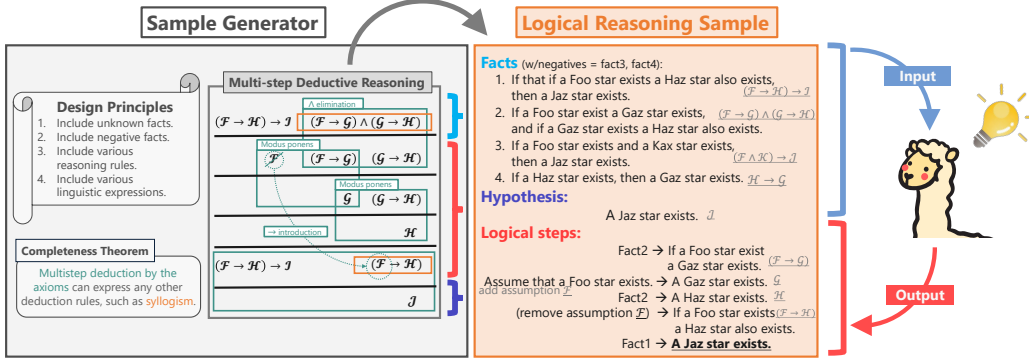 Sample Generator
Logical Reasoning Sample
Design Principles
1. Include unknown facts.
2. Include negative facts.
3. Include various
reasoning rules.
4. Include various
linguistic expressions.
Completeness Theorem
Multistep deduction by the
axioms can express any other
deduction rules, such as syllogism.
Multi-step Deductive Reasoning
∧ elimination
(ℱ → ℋ) → ℐ (ℱ → 𝒢) ∧ (𝒢 → ℋ)
Modus ponens
ℱ (ℱ → 𝒢) (𝒢 → ℋ)
Modus ponens
𝒢 (𝒢 → ℋ)
ℋ
→ introduction
(ℱ → ℋ) → ℐ (ℱ → ℋ)
ℐ
Facts (w/negatives = fact3, fact4):
1. If that if a Foo star exists a Haz star also exists,
then a Jaz star exists. (ℱ → ℋ) → ℐ
2. If a Foo star exist a Gaz star exists, (ℱ → 𝒢) ∧ (𝒢 → ℋ)
and if a Gaz star exists a Haz star also exists.
3. If a Foo star exists and a Kax star exists,
then a Jaz star exists. (ℱ ∧ 𝒦) → ℐ
4. If a Haz star exists, then a Gaz star exists. ℋ → 𝒢
Hypothesis:
A Jaz star exists. ℐ
Logical steps:
Fact2 → If a Foo star exist
a Gaz star exists. (ℱ → 𝒢)
Assume that a Foo star exists. → A Gaz star exists. 𝒢
add assumption ℱ
Fact2 → A Haz star exists. ℋ
(remove assumption ℱ) → If a Foo star exists (ℱ → ℋ)
a Haz star also exists.
Fact1 → A Jaz star exists.
Input
Output